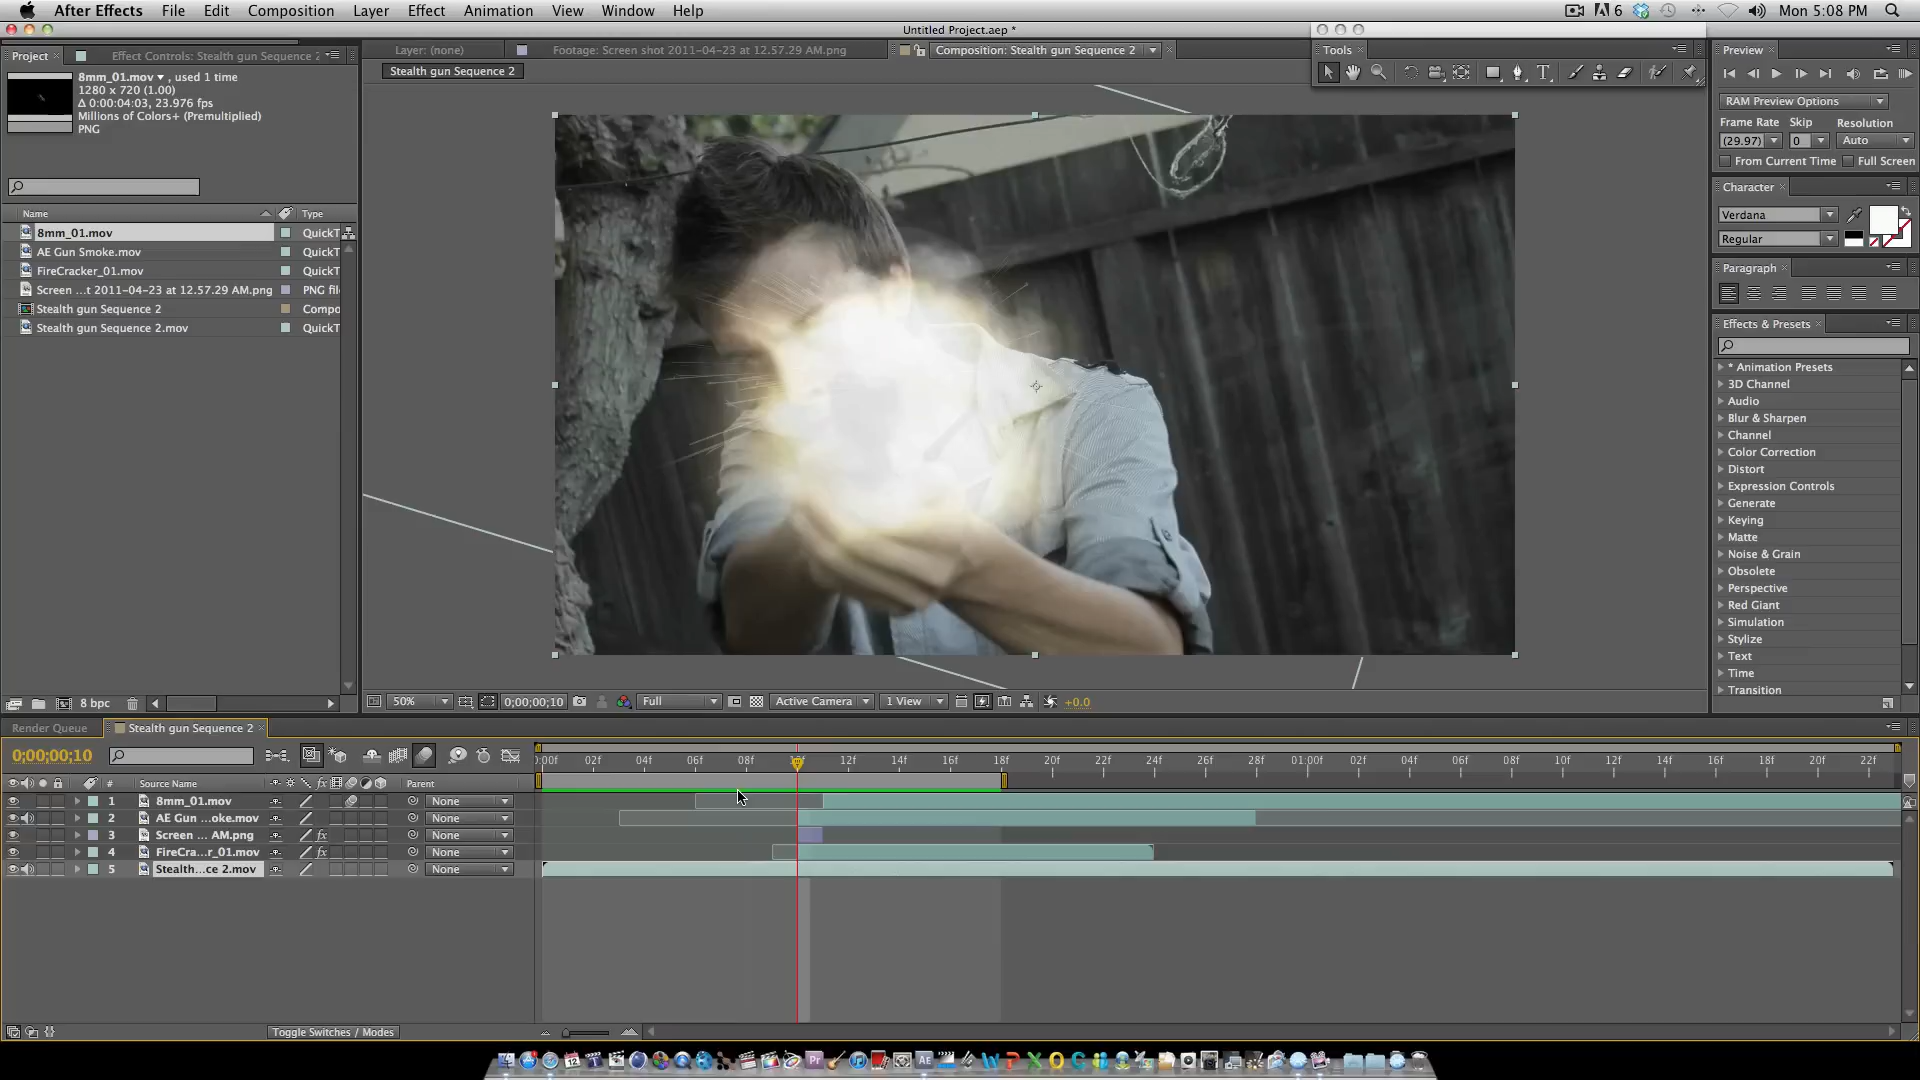 After Effects File Edit Composition Layer Effect Animation View Window Help 6 Mon 5:08 PM
Untitled Project.aep *
Project Effect Controls: Stealth gun Sequence 2
8mm_01.mov , used 1 time
1280 x 720 (1.00)
Δ 0:00:04:03, 23.976 fps
Millions of Colors+ (Premultiplied)
PNG
Name Type
8mm_01.mov QuickT
AE Gun Smoke.mov QuickT
FireCracker_01.mov QuickT
Screen ...t 2011-04-23 at 12.57.29 AM.png PNG fil
Stealth gun Sequence 2 Compo
Stealth gun Sequence 2.mov QuickT
8 bpc
Layer: (none) Footage: Screen shot 2011-04-23 at 12.57.29 AM.png Composition: Stealth gun Sequence 2
Stealth gun Sequence 2
Tools
50% 0;00;00;10 Full Active Camera 1 View +0.0
Preview
RAM Preview Options
Frame Rate Skip Resolution
(29.97) 0 Auto
From Current Time Full Screen
Character
Verdana
Regular
Paragraph
Effects & Presets
* Animation Presets
3D Channel
Audio
Blur & Sharpen
Channel
Color Correction
Distort
Expression Controls
Generate
Keying
Matte
Noise & Grain
Obsolete
Perspective
Red Giant
Simulation
Stylize
Text
Time
Transition
Render Queue Stealth gun Sequence 2
0;00;00;10
# Source Name fx Parent
:00f 02f 04f 06f 08f 12f 14f 16f 18f 20f 22f 24f 26f 28f 01:00f 02f 04f 06f 08f 10f 12f 14f 16f 18f 20f 22f
1 8mm_01.mov None
2 AE Gun ...oke.mov None
3 Screen ... AM.png fx None
4 FireCra...r_01.mov fx None
5 Stealth...ce 2.mov None
Toggle Switches / Modes
Pr AE W P X O C